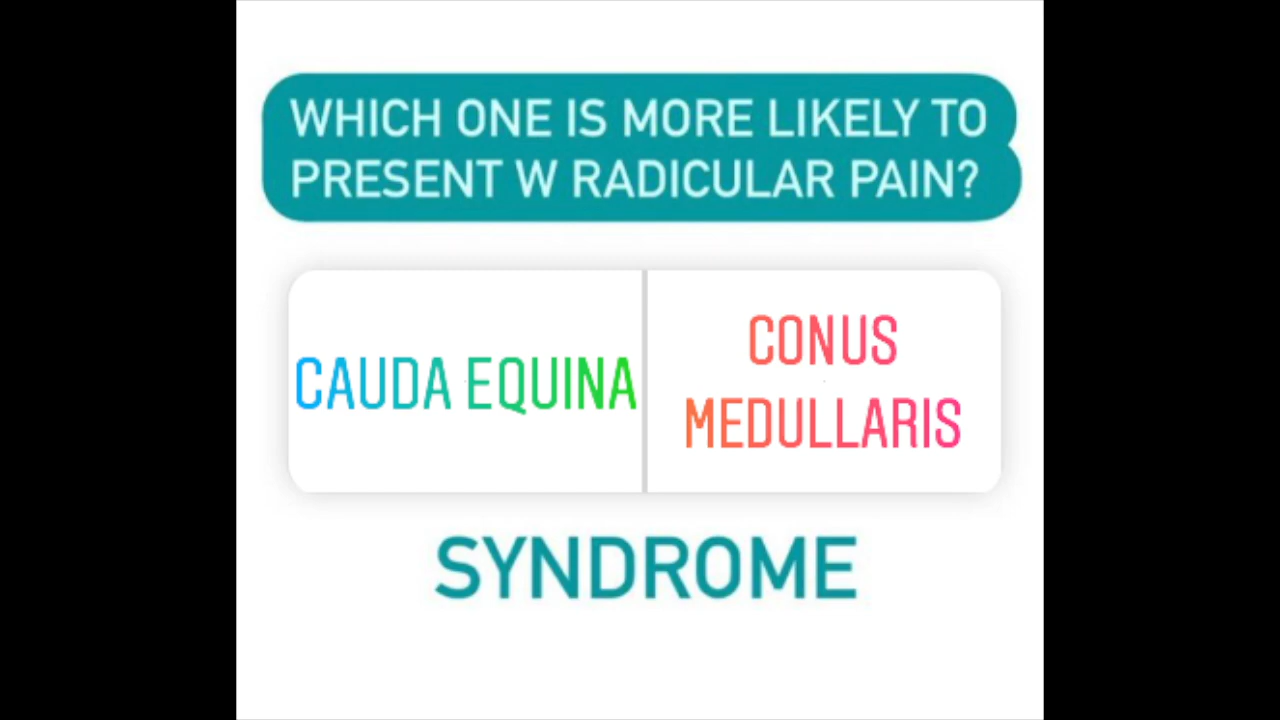 WHICH ONE IS MORE LIKELY TO
PRESENT W RADICULAR PAIN?
CAUDA EQUINA
CONUS
MEDULLARIS
SYNDROME